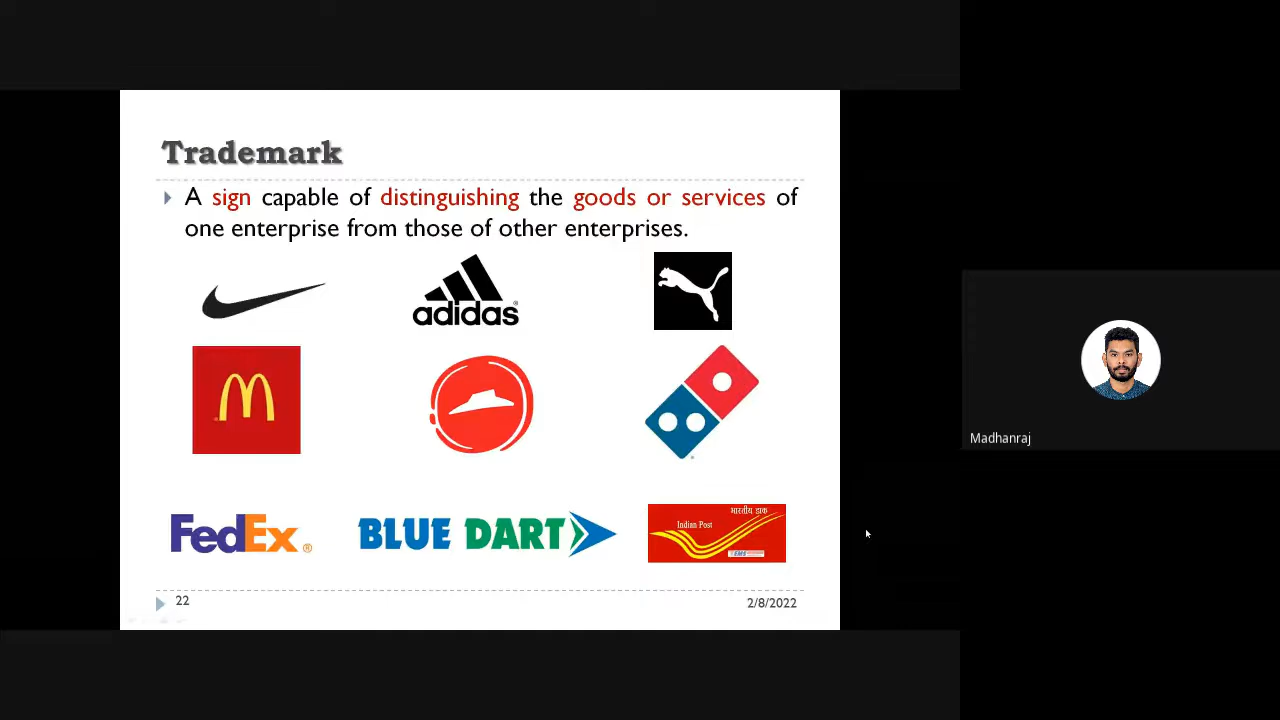 Trademark
A sign capable of distinguishing the goods or services of
one enterprise from those of other enterprises.
adidas
FedEx
BLUE DART
भारतीय डाक
Indian Post
EMS
22
2/8/2022
Madhanraj